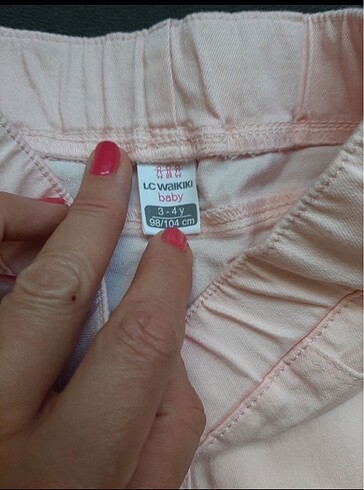 LC WAIKIKI
baby
3 - 4 y
98/104 cm